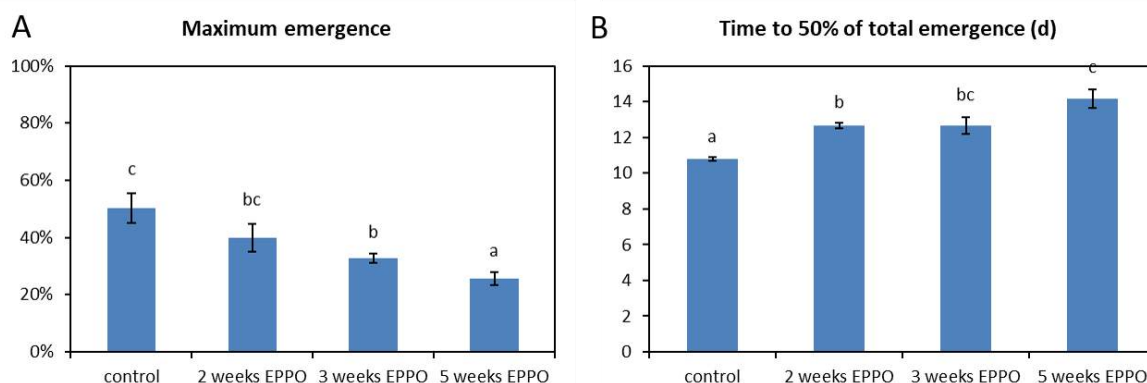 A
Maximum emergence
100%
80%
60%
40%
20%
0%
c
bc
b
a
control 2 weeks EPPO 3 weeks EPPO 5 weeks EPPO
B
Time to 50% of total emergence (d)
16
14
12
10
8
6
4
2
0
a
b
bc
c
control 2 weeks EPPO 3 weeks EPPO 5 weeks EPPO